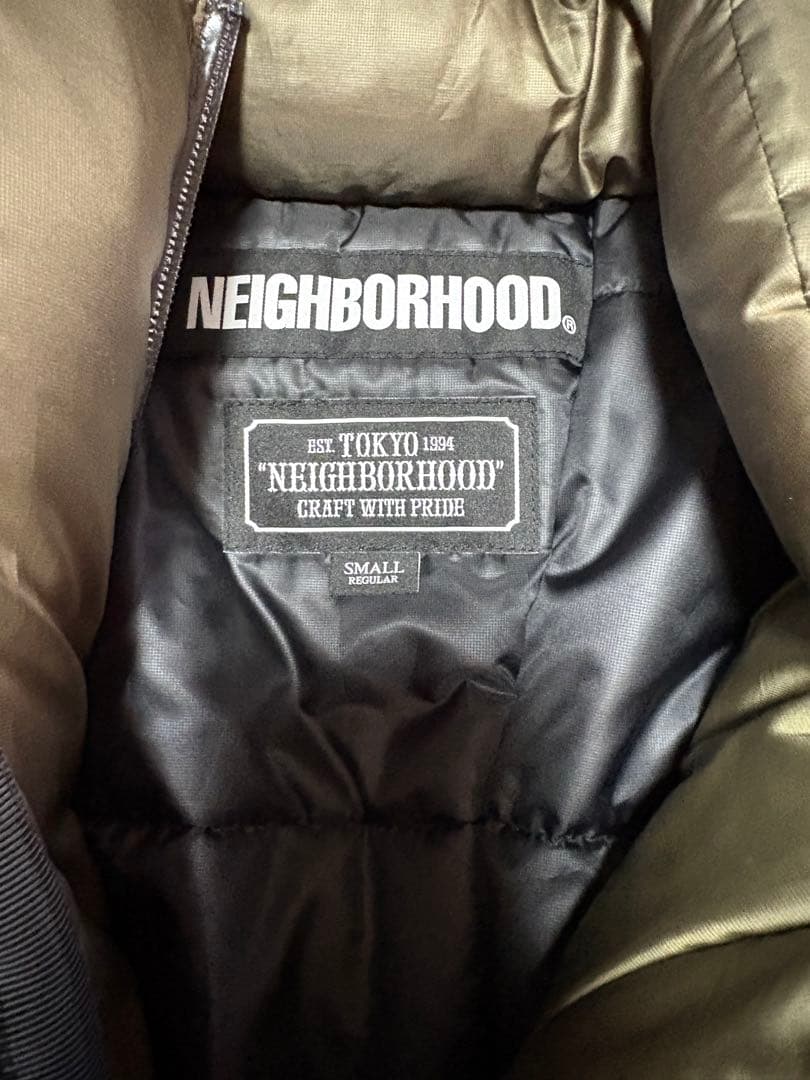 NEIGHBORHOOD®
EST. TOKYO 1994
"NEIGHBORHOOD"
CRAFT WITH PRIDE
SMALL
REGULAR